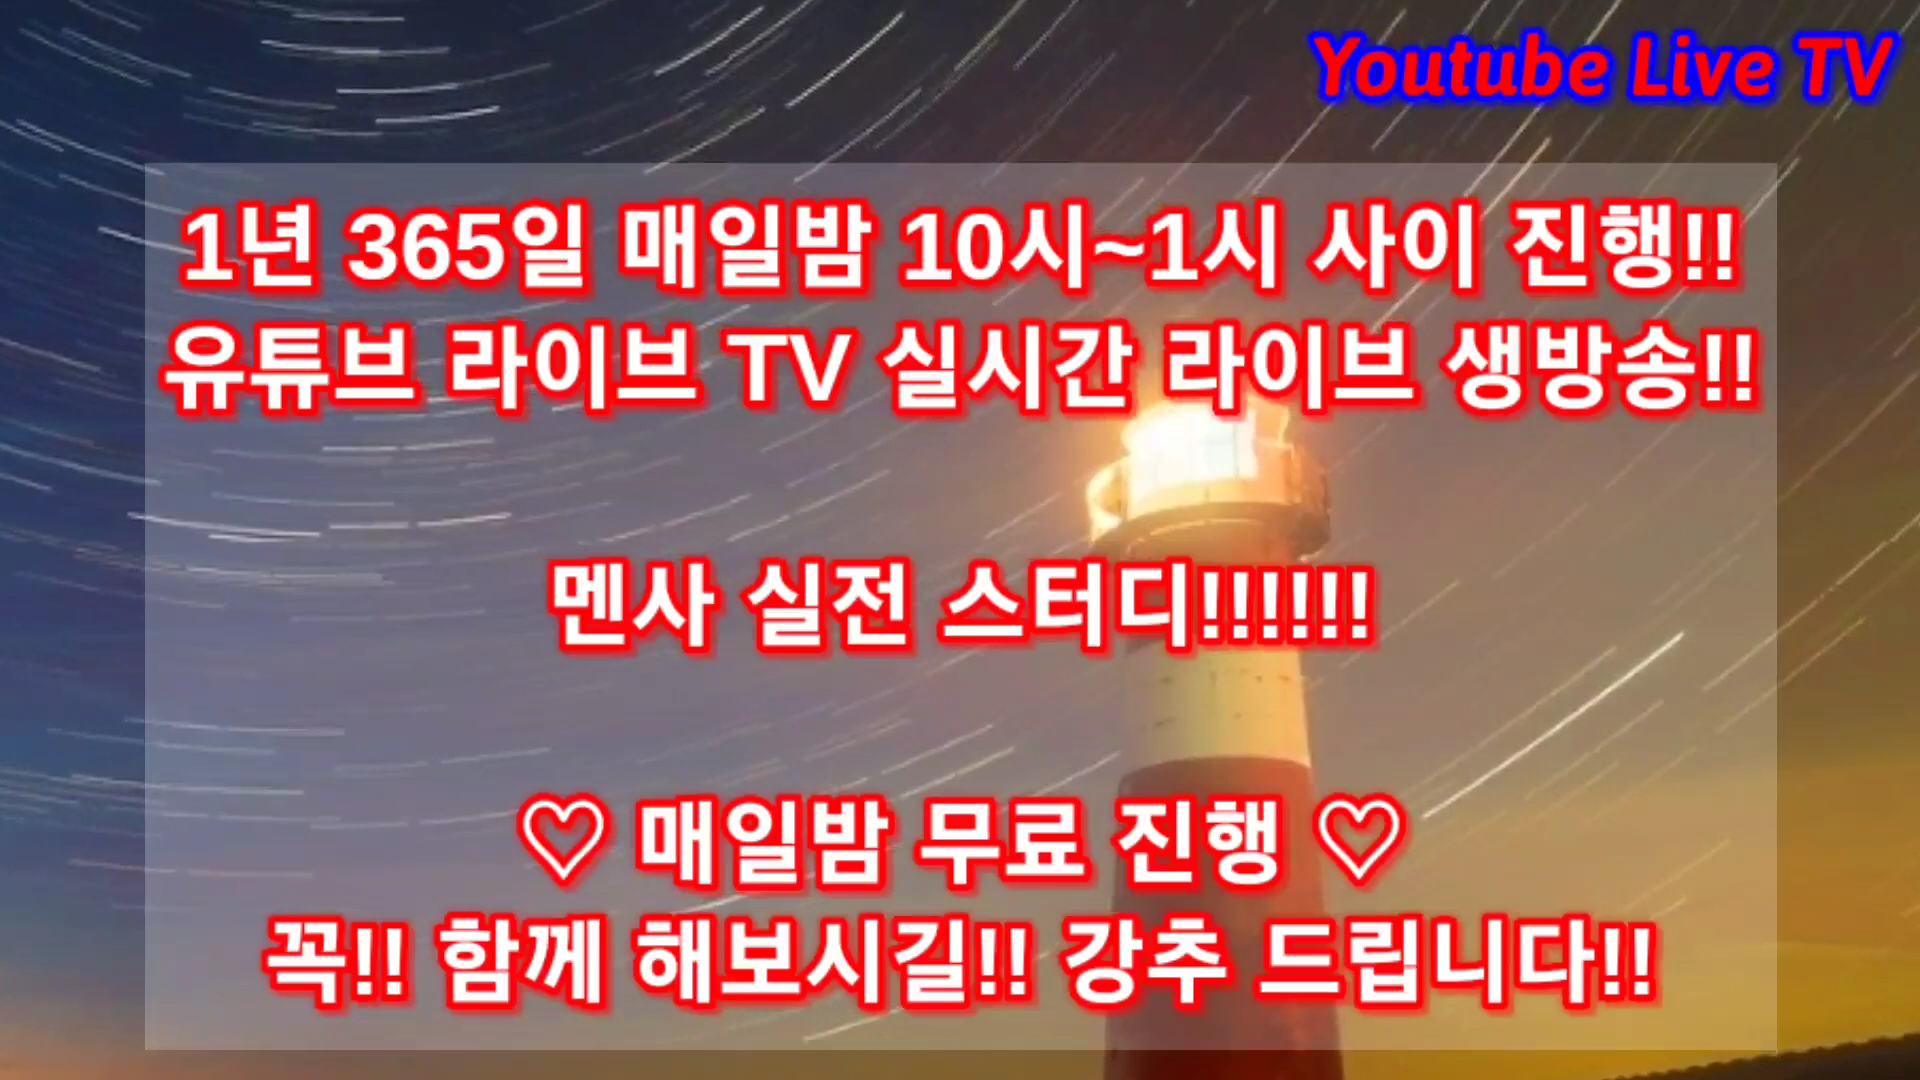 Youtube Live TV
1년 365일 매일밤 10시~1시 사이 진행!!
유튜브 라이브 TV 실시간 라이브 생방송!!
멘사 실전 스터디!!!!!!
♡ 매일밤 무료 진행 ♡
꼭!! 함께 해보시길!! 강추 드립니다!!